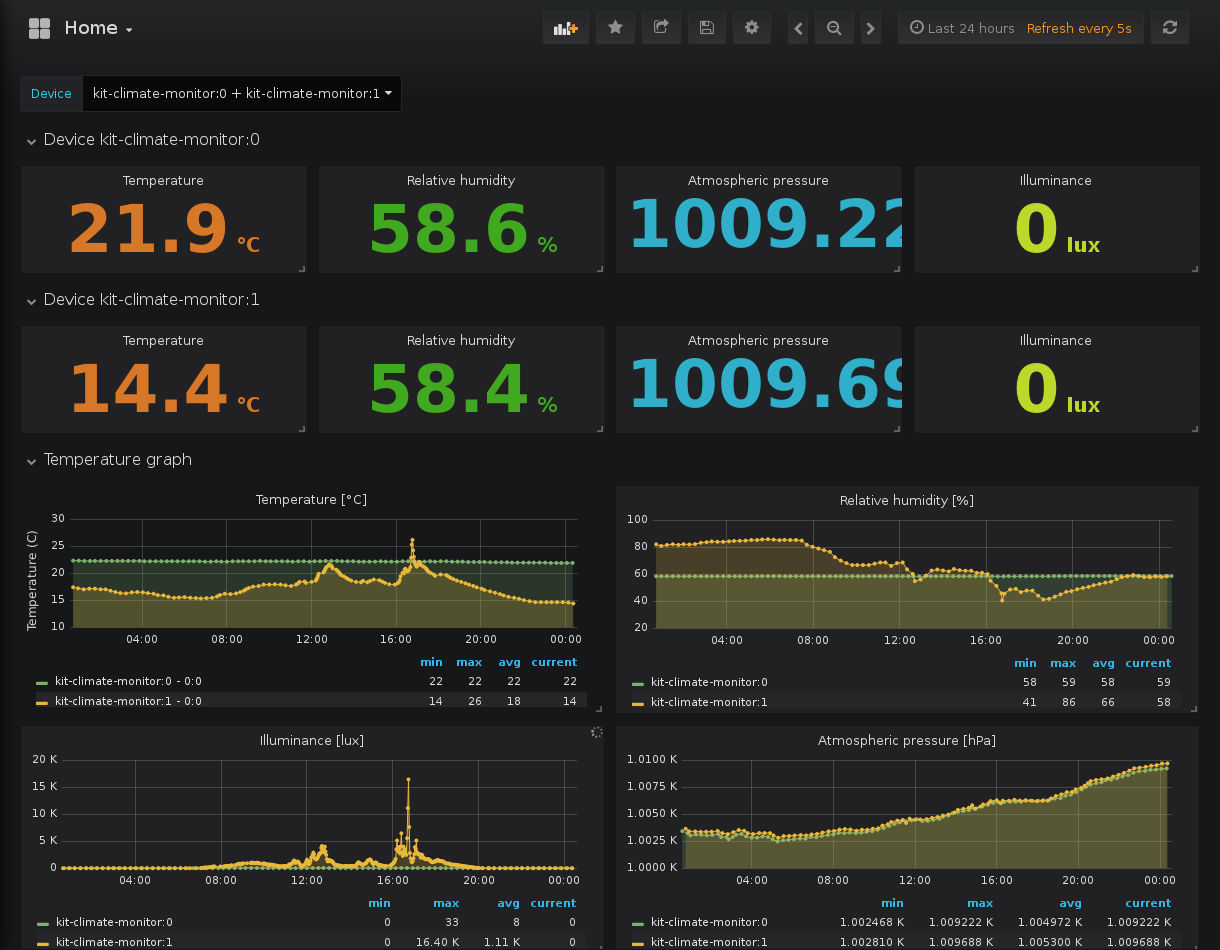 Home
Last 24 hours Refresh every 5s
Device kit-climate-monitor:0 + kit-climate-monitor:1
Device kit-climate-monitor:0
Temperature Relative humidity Atmospheric pressure Illuminance
21.9 °C 58.6 % 1009.22 0 lux
Device kit-climate-monitor:1
Temperature Relative humidity Atmospheric pressure Illuminance
14.4 °C 58.4 % 1009.69 0 lux
Temperature graph
Temperature [°C]
Temperature (C)
30
25
20
15
10
04:00 08:00 12:00 16:00 20:00 00:00
min max avg current
kit-climate-monitor:0 - 0:0 22 22 22 22
kit-climate-monitor:1 - 0:0 14 26 18 14
Relative humidity [%]
100
80
60
40
20
04:00 08:00 12:00 16:00 20:00 00:00
min max avg current
kit-climate-monitor:0 58 59 58 59
kit-climate-monitor:1 41 86 66 58
Illuminance [lux]
20 K
15 K
10 K
5 K
0
04:00 08:00 12:00 16:00 20:00 00:00
min max avg current
kit-climate-monitor:0 0 33 8 0
kit-climate-monitor:1 0 16.40 K 1.11 K 0
Atmospheric pressure [hPa]
1.0100 K
1.0075 K
1.0050 K
1.0025 K
1.0000 K
04:00 08:00 12:00 16:00 20:00 00:00
min max avg current
kit-climate-monitor:0 1.002468 K 1.009222 K 1.004972 K 1.009222 K
kit-climate-monitor:1 1.002810 K 1.009688 K 1.005300 K 1.009688 K